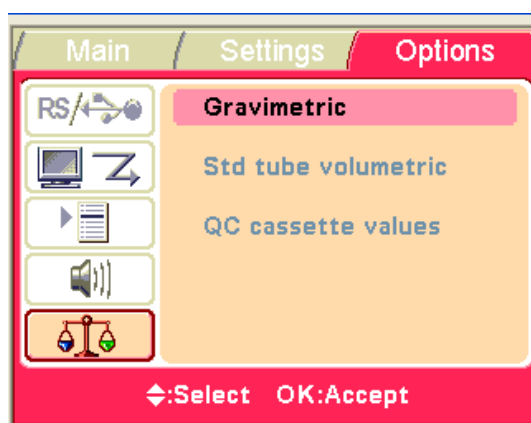 Main Settings Options
RS/
Gravimetric
Std tube volumetric
QC cassette values
:Select OK:Accept